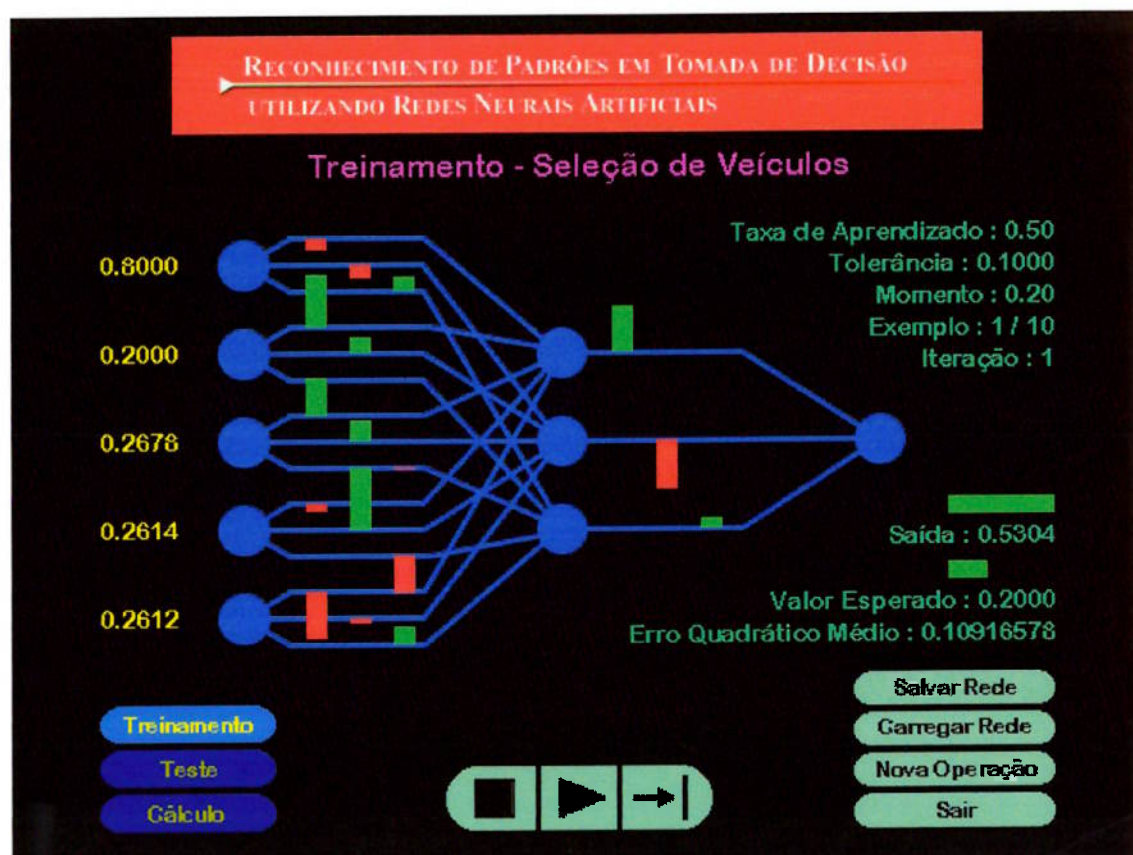 RECONHECIMENTO DE PADRÕES EM TOMADA DE DECISÃO
UTILIZANDO REDES NEURAIS ARTIFICIAIS
Treinamento - Seleção de Veículos
Taxa de Aprendizado : 0.50
Tolerância : 0.1000
Momento : 0.20
Exemplo : 1 / 10
Iteração : 1
0.8000
0.2000
0.2678
0.2614
0.2612
Saída : 0.5304
Valor Esperado : 0.2000
Erro Quadrático Médio : 0.10916578
Treinamento
Teste
Cálculo
Salvar Rede
Carregar Rede
Nova Operação
Sair